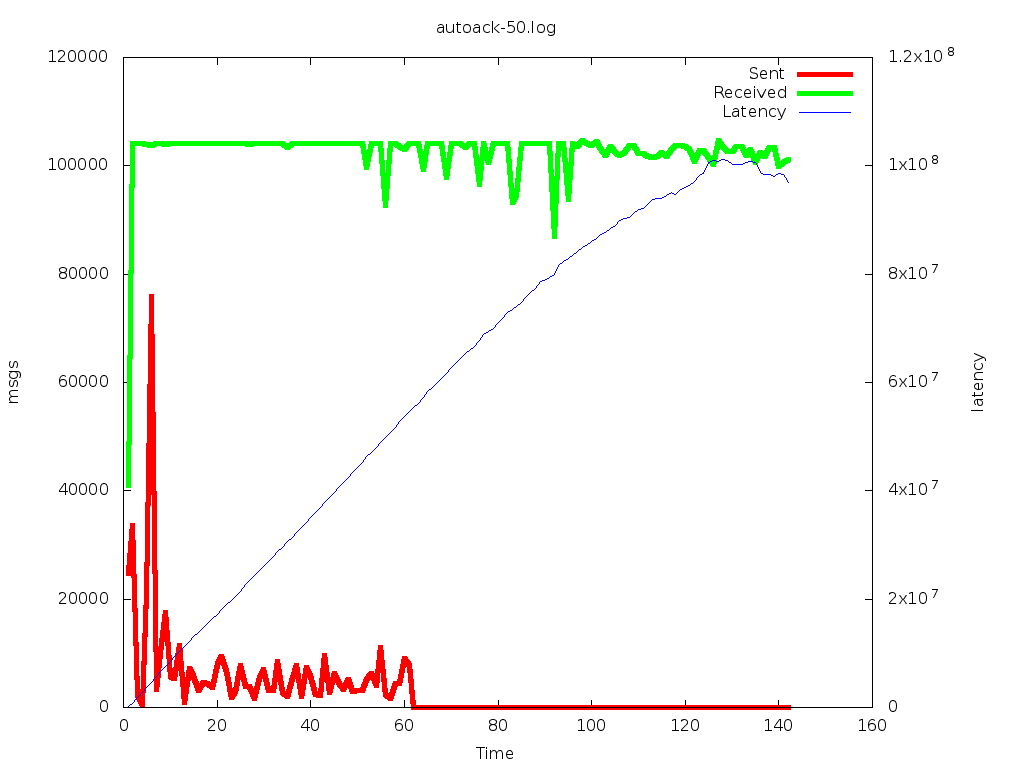 autoack-50.log
120000
100000
80000
60000
40000
20000
0
msgs
1.2x10^8
1x10^8
8x10^7
6x10^7
4x10^7
2x10^7
0
latency
Sent
Received
Latency
0 20 40 60 80 100 120 140 160
Time